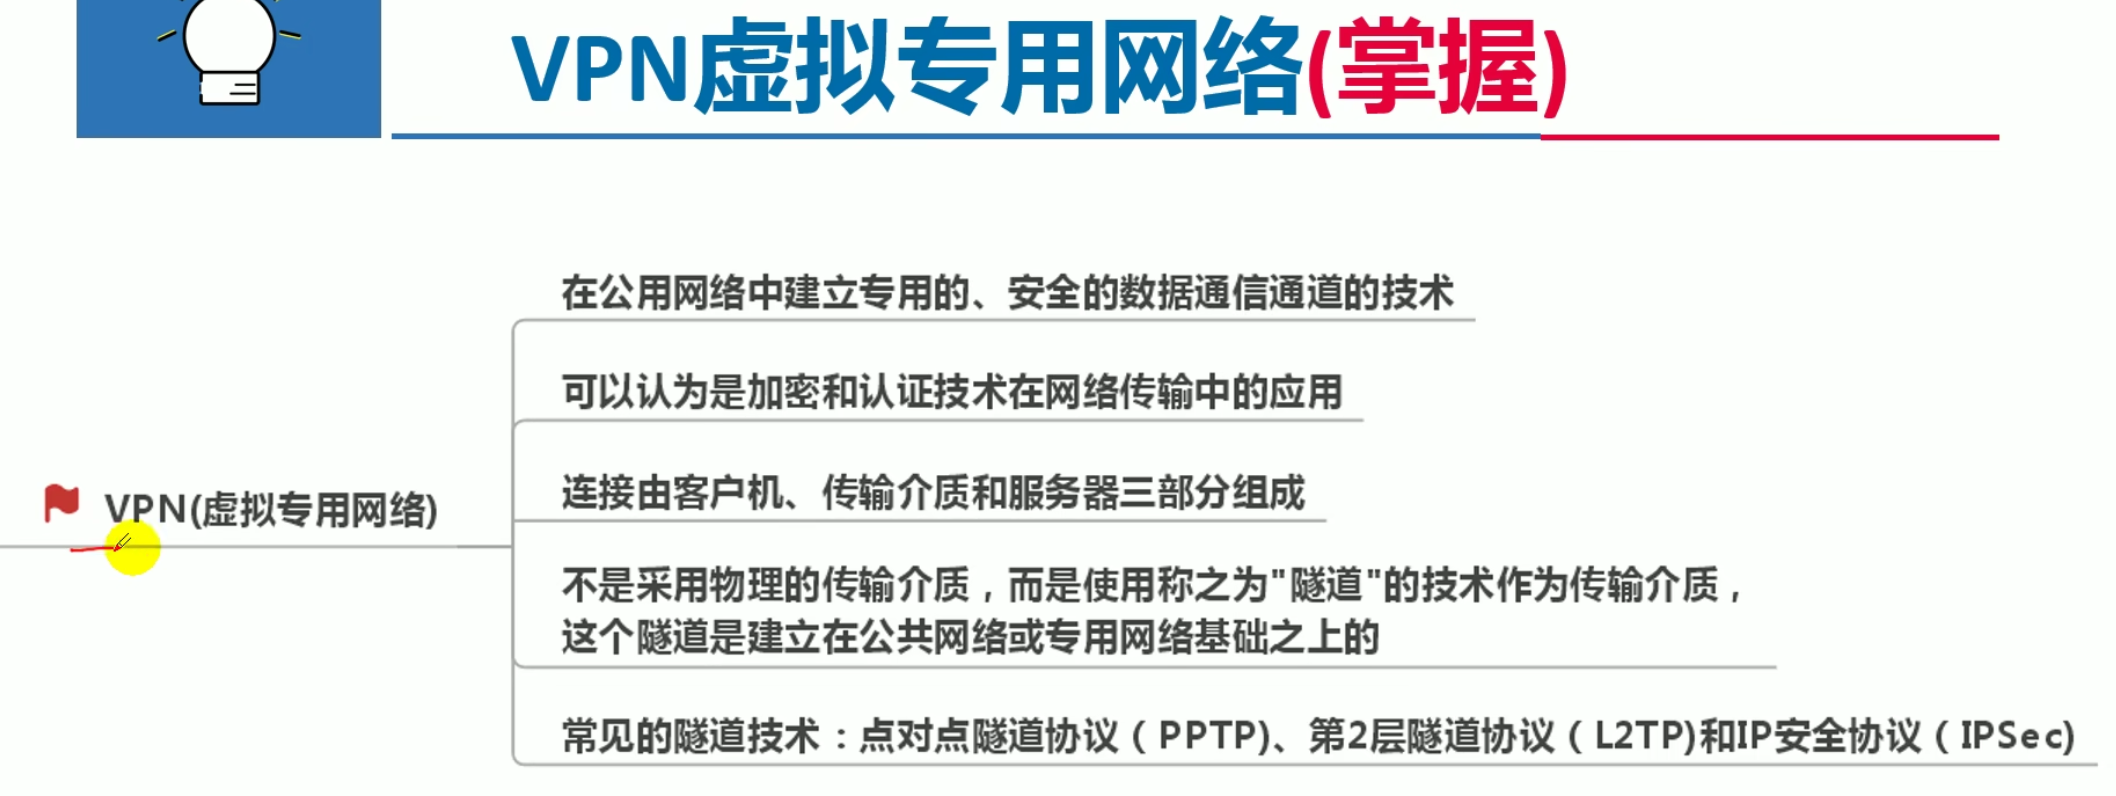 VPN虚拟专用网络(掌握)
在公用网络中建立专用的、安全的数据通信通道的技术
可以认为是加密和认证技术在网络传输中的应用
连接由客户机、传输介质和服务器三部分组成
VPN(虚拟专用网络)
不是采用物理的传输介质，而是使用称之为"隧道"的技术作为传输介质，
这个隧道是建立在公共网络或专用网络基础之上的
常见的隧道技术：点对点隧道协议（PPTP)、第2层隧道协议（L2TP)和IP安全协议（IPSec)